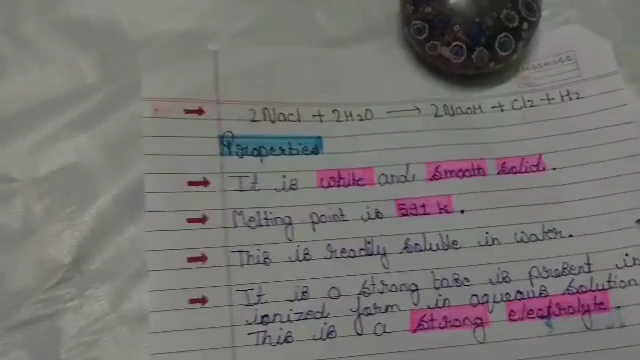 2NaCl + 2H2O → 2NaOH + Cl2 + H2
Properties
→ It is white and smooth solid.
→ Melting point is 591 K.
→ This is readily soluble in water.
→ It is a strong base is present in
ionized form in aqueous solution
This is a strong electrolyte.